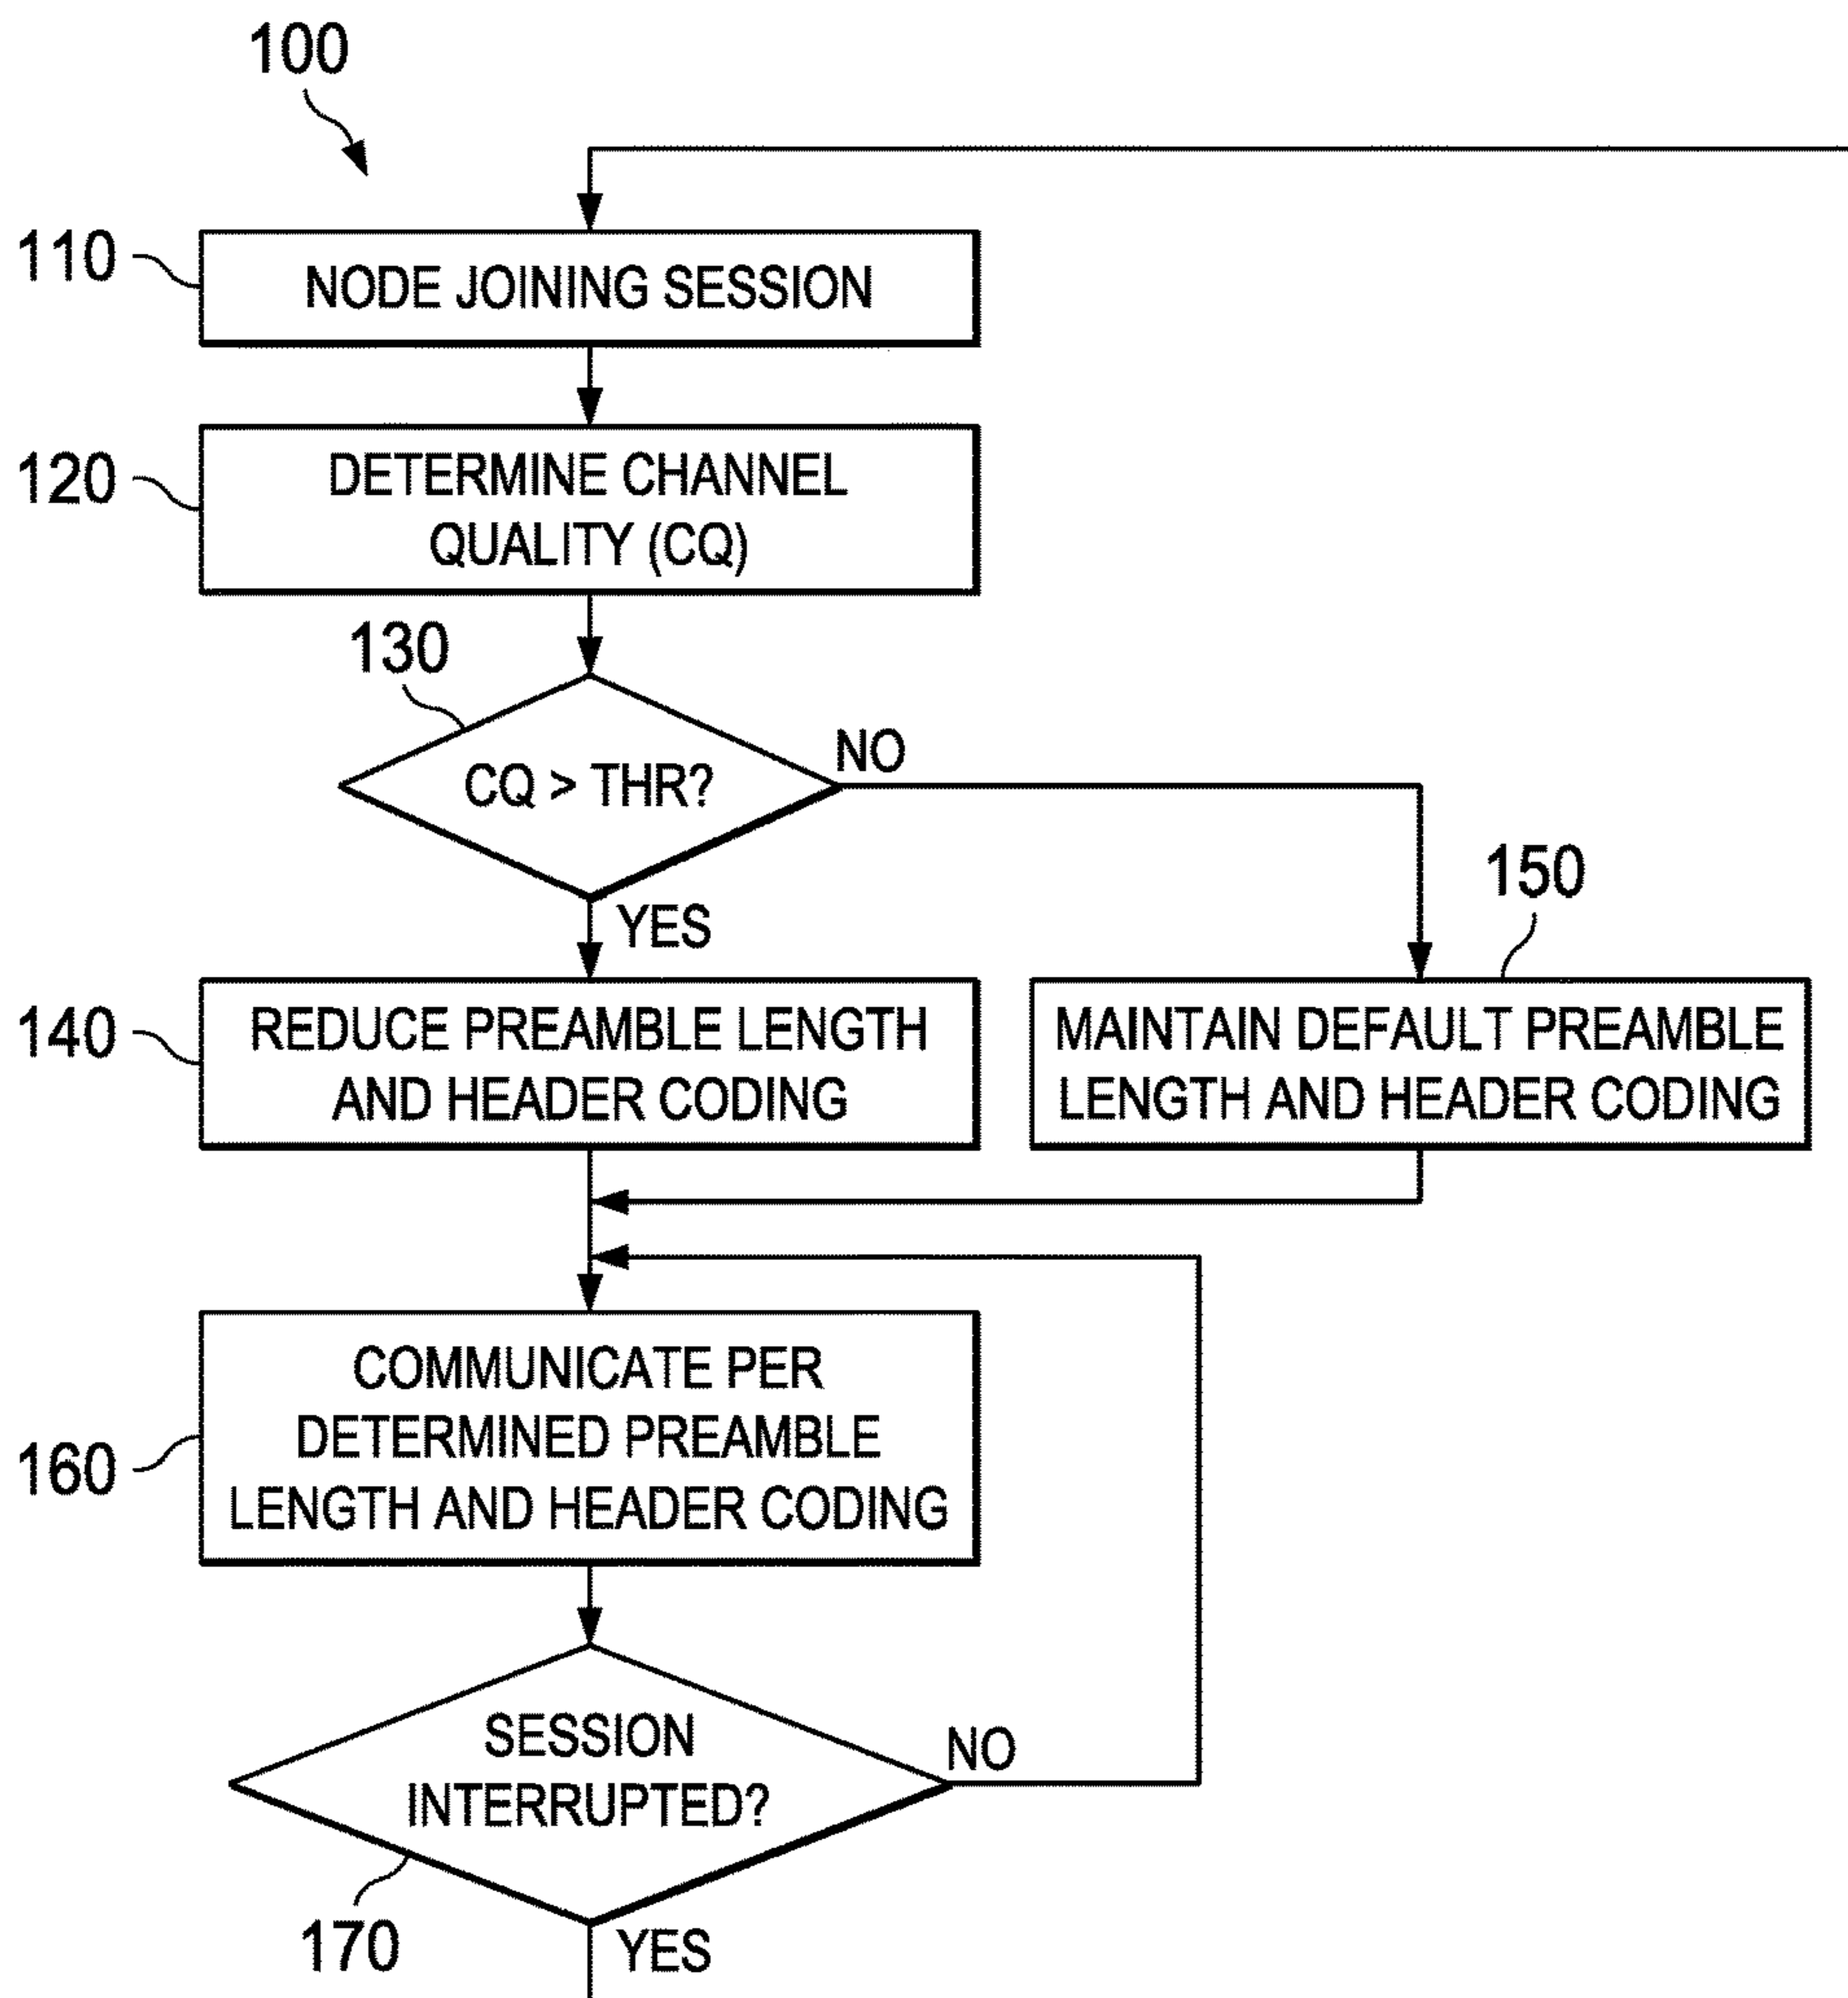 100
110
NODE JOINING SESSION
120
DETERMINE CHANNEL
QUALITY (CQ)
130
CQ > THR?
NO
YES
150
140
REDUCE PREAMBLE LENGTH
AND HEADER CODING
MAINTAIN DEFAULT PREAMBLE
LENGTH AND HEADER CODING
160
COMMUNICATE PER
DETERMINED PREAMBLE
LENGTH AND HEADER CODING
SESSION
INTERRUPTED?
NO
170
YES